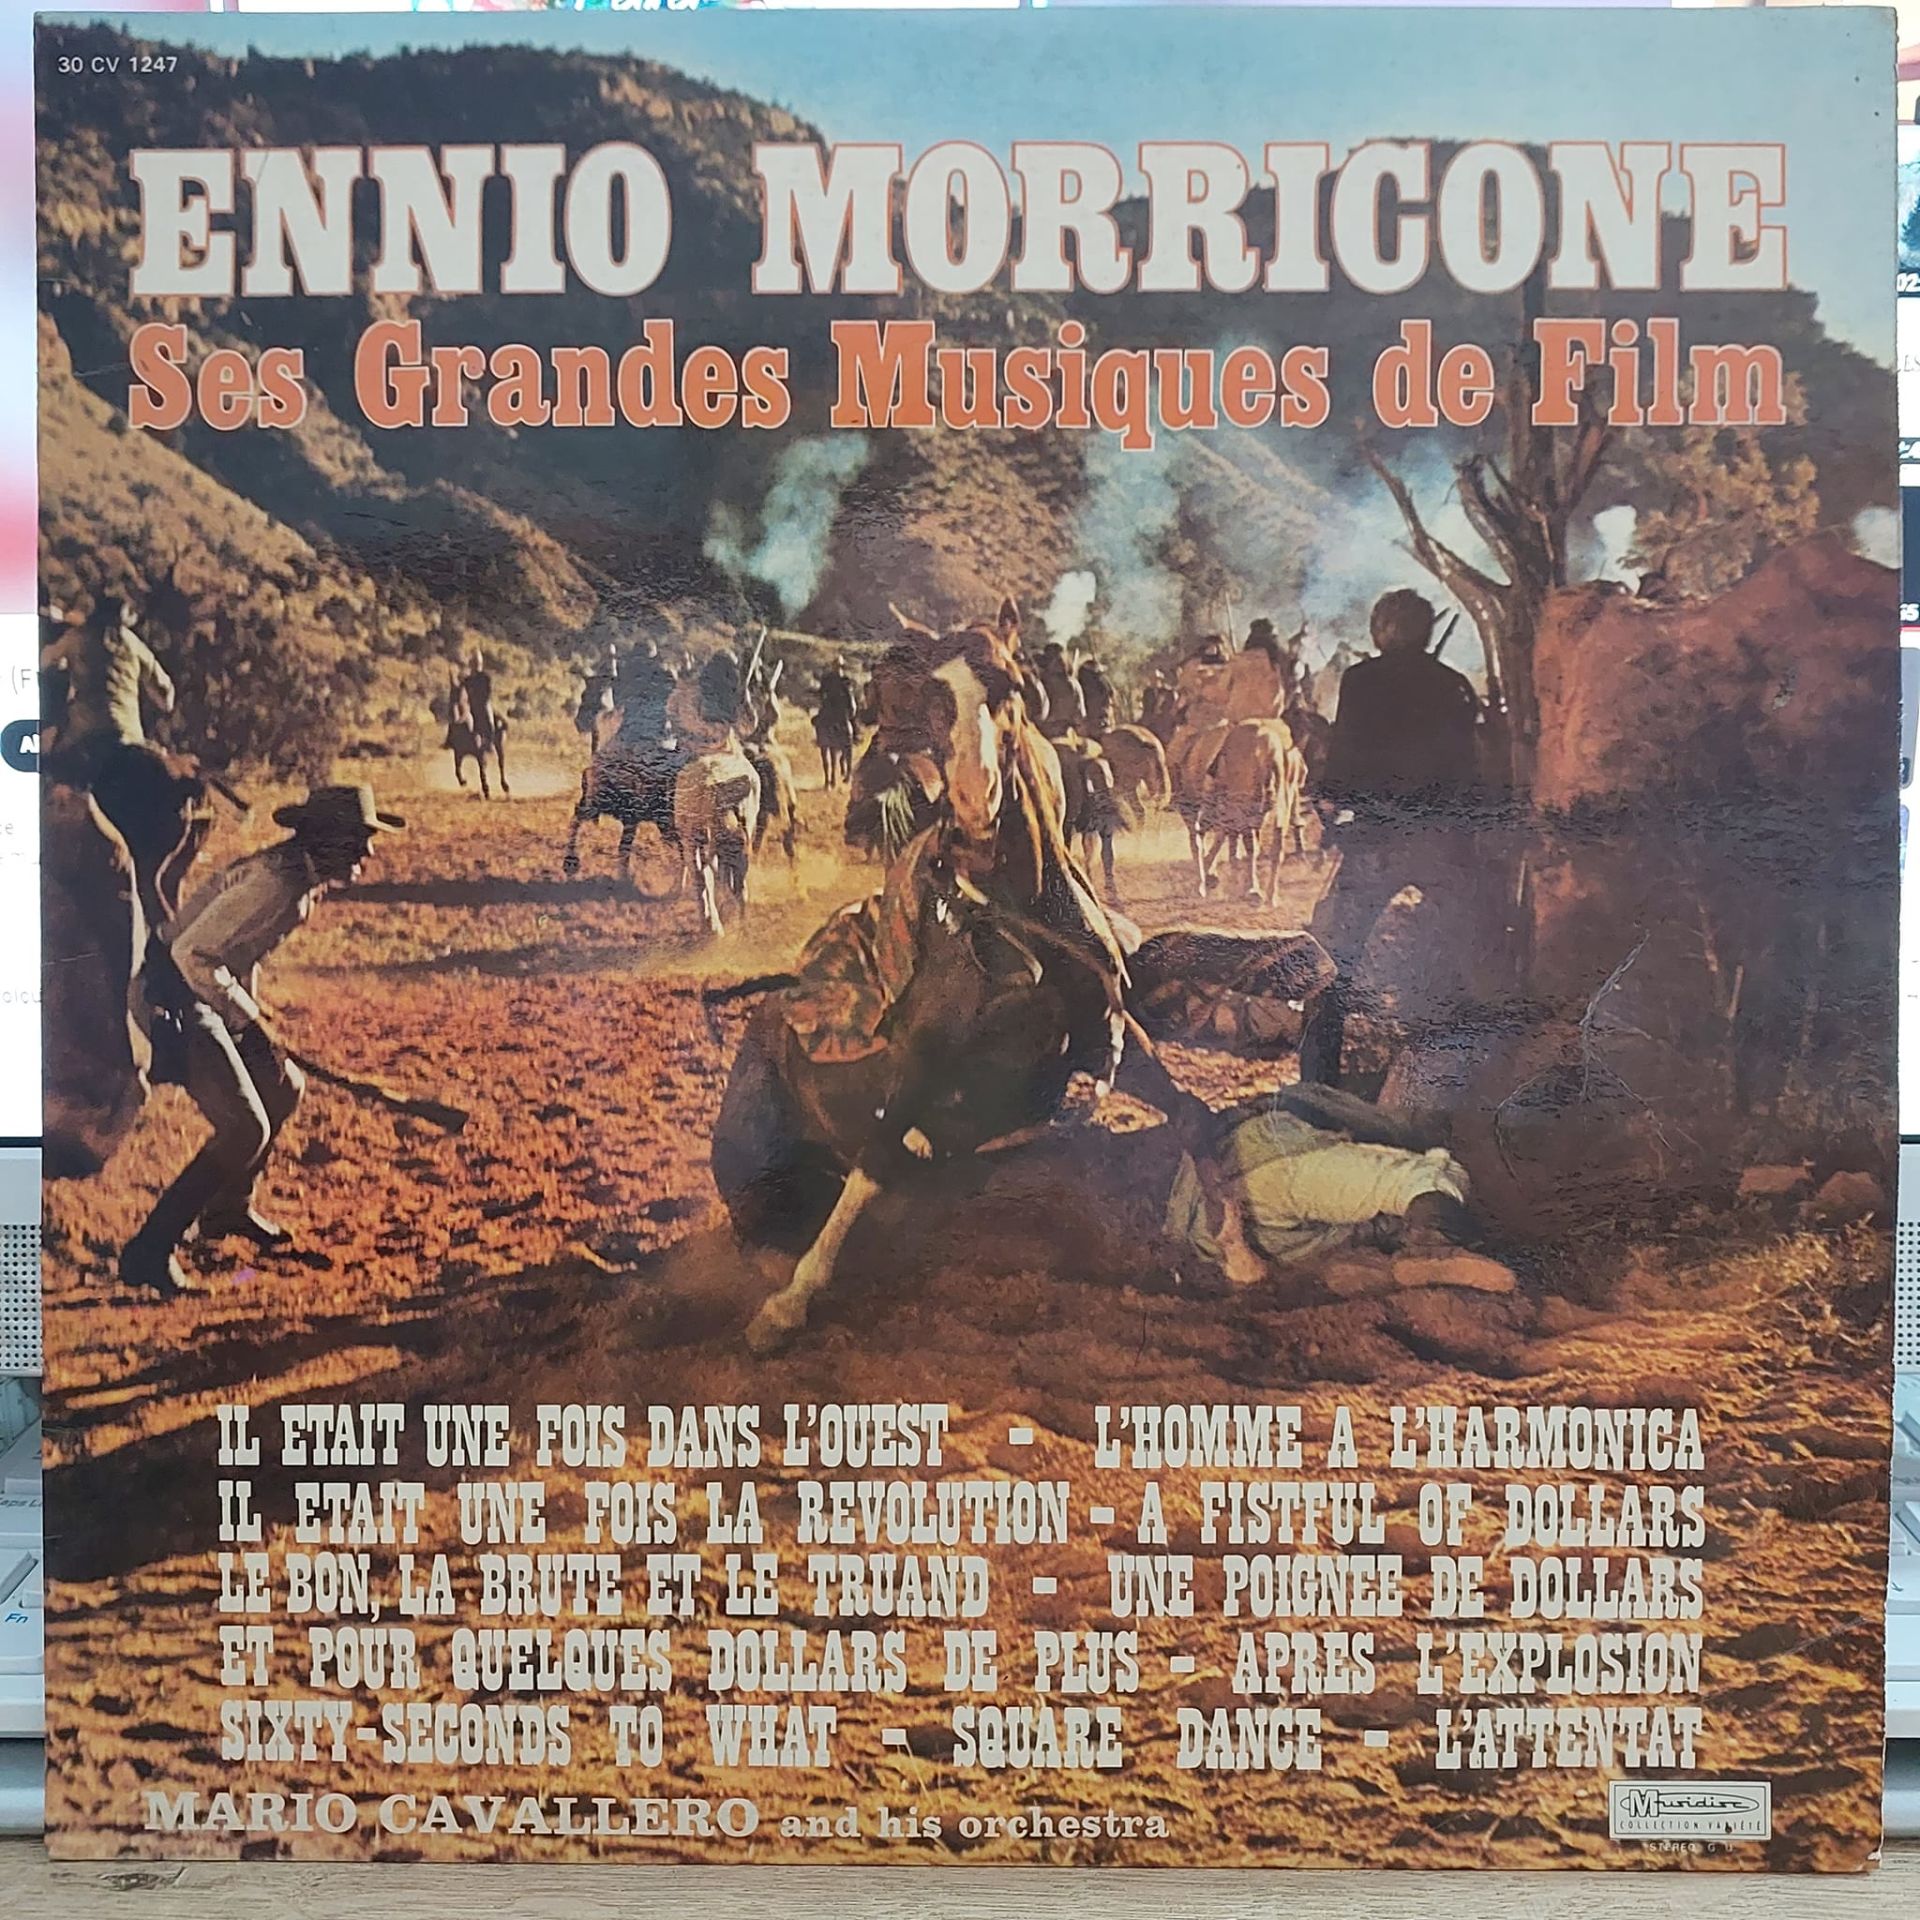 30 CV 1247
ENNIO MORRICONE
Ses Grandes Musiques de Film
IL ETAIT UNE FOIS DANS L'OUEST - L'HOMME A L'HARMONICA
IL ETAIT UNE FOIS LA REVOLUTION - A FISTFUL OF DOLLARS
LE BON, LA BRUTE ET LE TRUAND - UNE POIGNEE DE DOLLARS
ET POUR QUELQUES DOLLARS DE PLUS - APRES L'EXPLOSION
SIXTY-SECONDS TO WHAT - SQUARE DANCE - L'ATTENTAT
MARIO CAVALLERO and his orchestra
Musidisc
COLLECTION VARIÉTÉ
STEREO G U
Fn